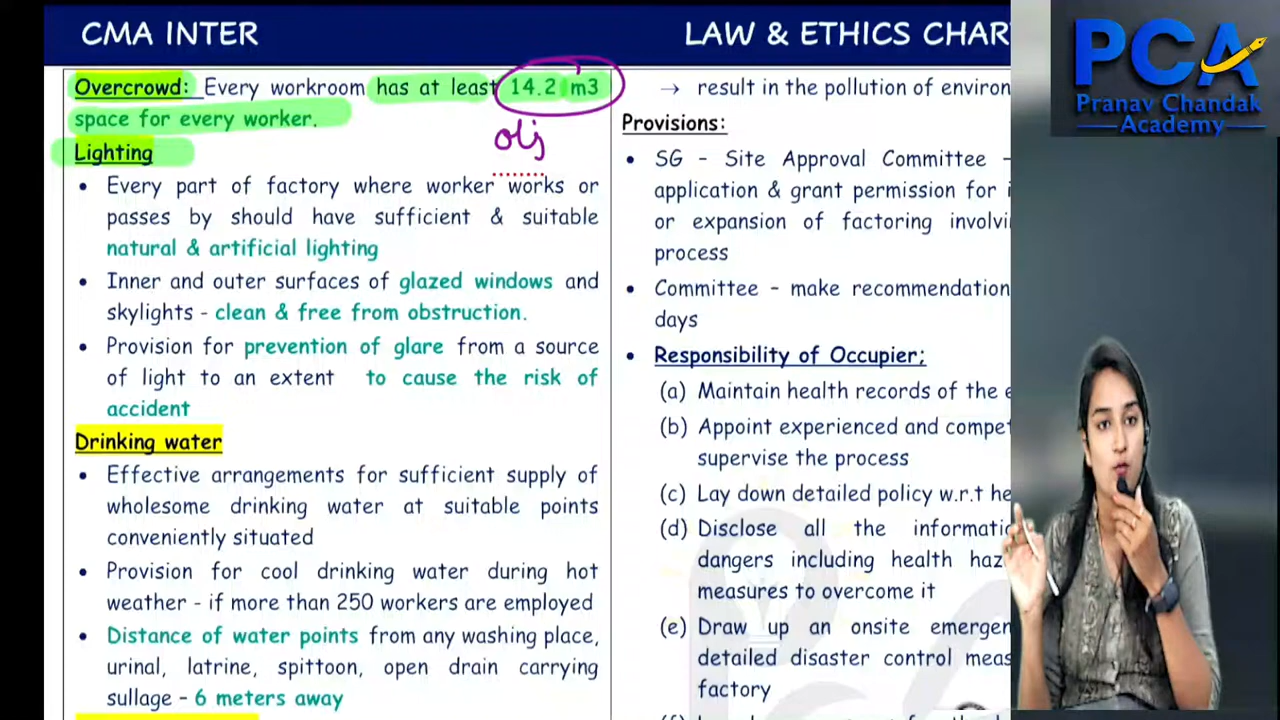 CMA INTER
LAW & ETHICS CHAR
Overcrowd: Every workroom has at least 14.2 m3
space for every worker.
obj
Lighting
• Every part of factory where worker works or
passes by should have sufficient & suitable
natural & artificial lighting
• Inner and outer surfaces of glazed windows and
skylights - clean & free from obstruction.
• Provision for prevention of glare from a source
of light to an extent to cause the risk of
accident
Drinking water
• Effective arrangements for sufficient supply of
wholesome drinking water at suitable points
conveniently situated
• Provision for cool drinking water during hot
weather - if more than 250 workers are employed
• Distance of water points from any washing place,
urinal, latrine, spittoon, open drain carrying
sullage – 6 meters away
→ result in the pollution of environ
Provisions:
• SG - Site Approval Committee –
application & grant permission for i
or expansion of factoring involvi
process
• Committee – make recommendation
days
• Responsibility of Occupier;
(a) Maintain health records of the e
(b) Appoint experienced and compet
supervise the process
(c) Lay down detailed policy w.r.t he
(d) Disclose all the informati
dangers including health haz
measures to overcome it
(e) Draw up an onsite emergen
detailed disaster control meas
factory
PCA
Pranav Chandak
Academy